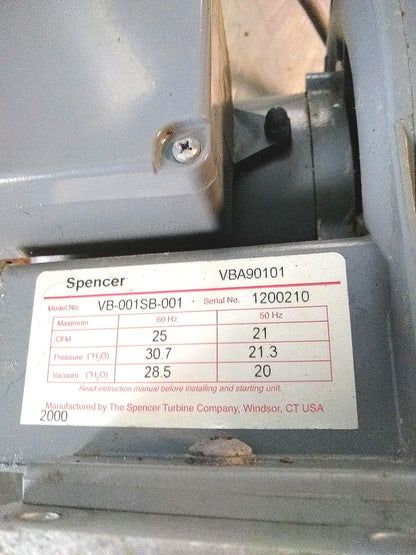 Spencer VBA90101
Model No. VB-001SB-001 Serial No. 1200210
Maximum 60 Hz 50 Hz
CFM 25 21
Pressure ("H₂O) 30.7 21.3
Vacuum ("H₂O) 28.5 20
Read instruction manual before installing and starting unit.
Manufactured by The Spencer Turbine Company, Windsor, CT USA
2000